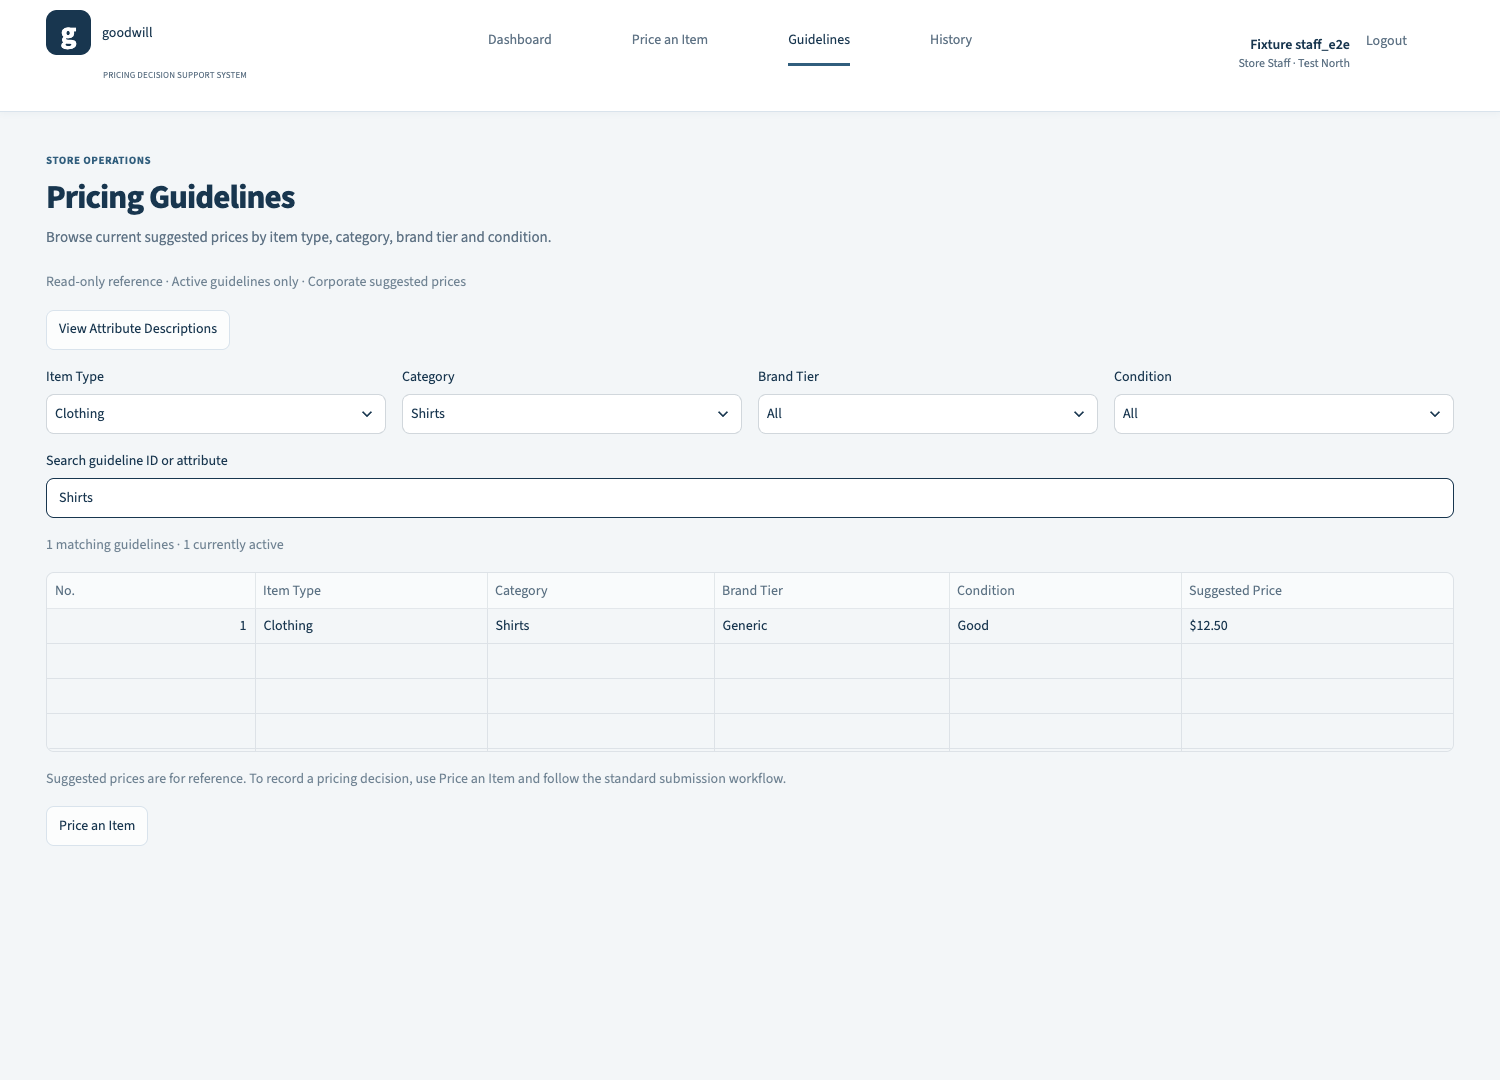 g goodwill
PRICING DECISION SUPPORT SYSTEM
Dashboard Price an Item Guidelines History
Fixture staff_e2e Logout
Store Staff · Test North
STORE OPERATIONS
Pricing Guidelines
Browse current suggested prices by item type, category, brand tier and condition.
Read-only reference · Active guidelines only · Corporate suggested prices
View Attribute Descriptions
Item Type Category Brand Tier Condition
Clothing Shirts All All
Search guideline ID or attribute
Shirts
1 matching guidelines · 1 currently active
No. Item Type Category Brand Tier Condition Suggested Price
1 Clothing Shirts Generic Good $12.50
Suggested prices are for reference. To record a pricing decision, use Price an Item and follow the standard submission workflow.
Price an Item